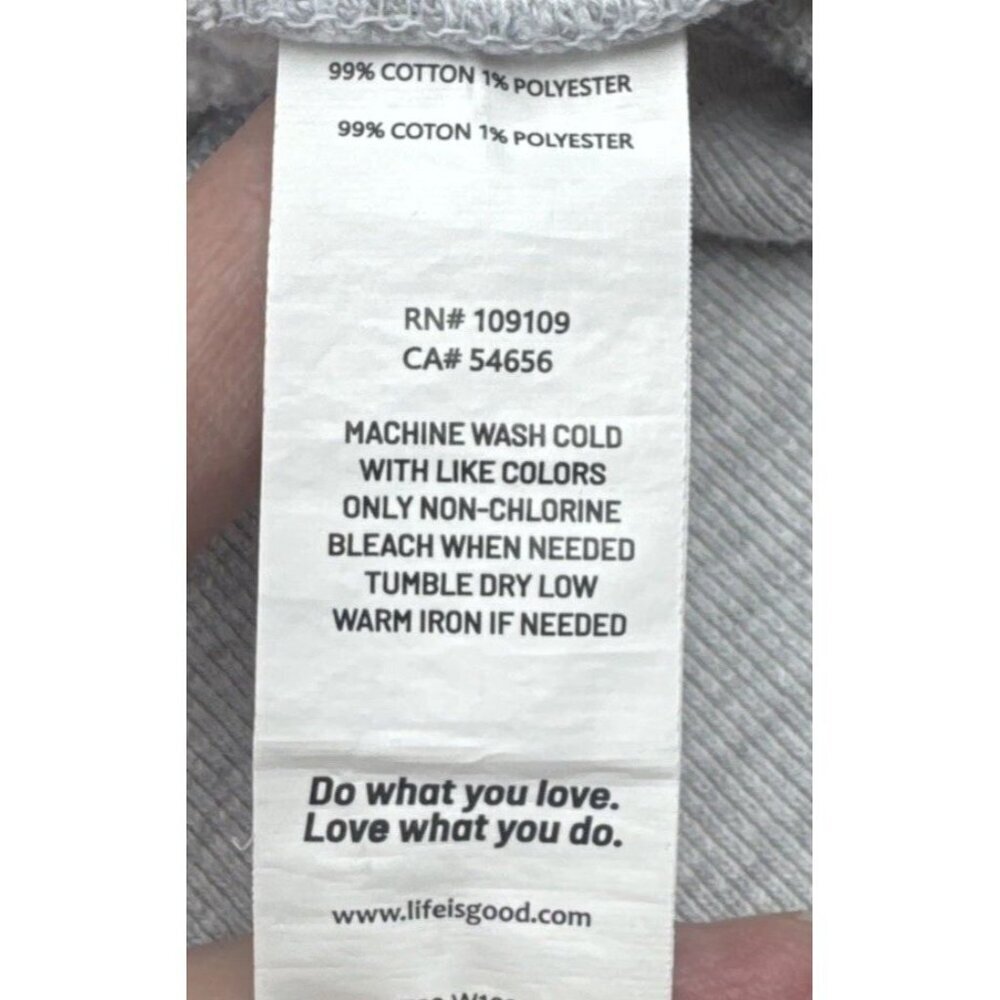 99% COTTON 1% POLYESTER
99% COTON 1% POLYESTER
RN# 109109
CA# 54656
MACHINE WASH COLD
WITH LIKE COLORS
ONLY NON-CHLORINE
BLEACH WHEN NEEDED
TUMBLE DRY LOW
WARM IRON IF NEEDED
Do what you love.
Love what you do.
www.lifeisgood.com